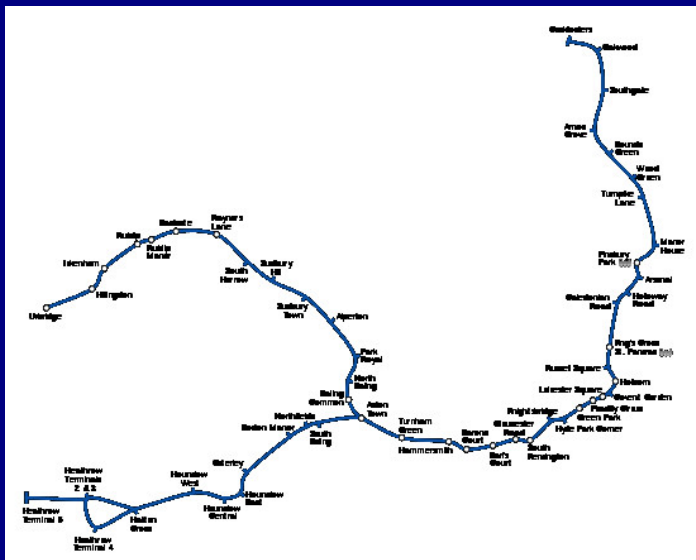 Cockfosters
Oakwood
Southgate
Arnos
Grove
Bounds
Green
Wood
Green
Turnpike
Lane
Manor
House
Finsbury
Park
Arsenal
Holloway
Road
Caledonian
Road
King's Cross
St. Pancras
Russel Square
Holborn
Leicester Square
Covent Garden
Picadilly Circus
Green Park
Hyde Park Corner
Knightsbridge
South
Kensington
Gloucester
Road
Earl's
Court
Barons
Court
Hammersmith
Turnham
Green
Acton
Town
Ealing
Common
North
Ealing
Park
Royal
Alperton
Sudbury
Town
Sudbury
Hill
South
Harrow
Rayners
Lane
Eastcote
Ruislip
Manor
Ruislip
Ickenham
Hillingdon
Uxbridge
South
Ealing
Northfields
Boston Manor
Osterley
Hounslow
East
Hounslow
Central
Hounslow
West
Hatton
Cross
Heathrow
Terminals
2 & 3
Heathrow
Terminal 4
Heathrow
Terminal 5